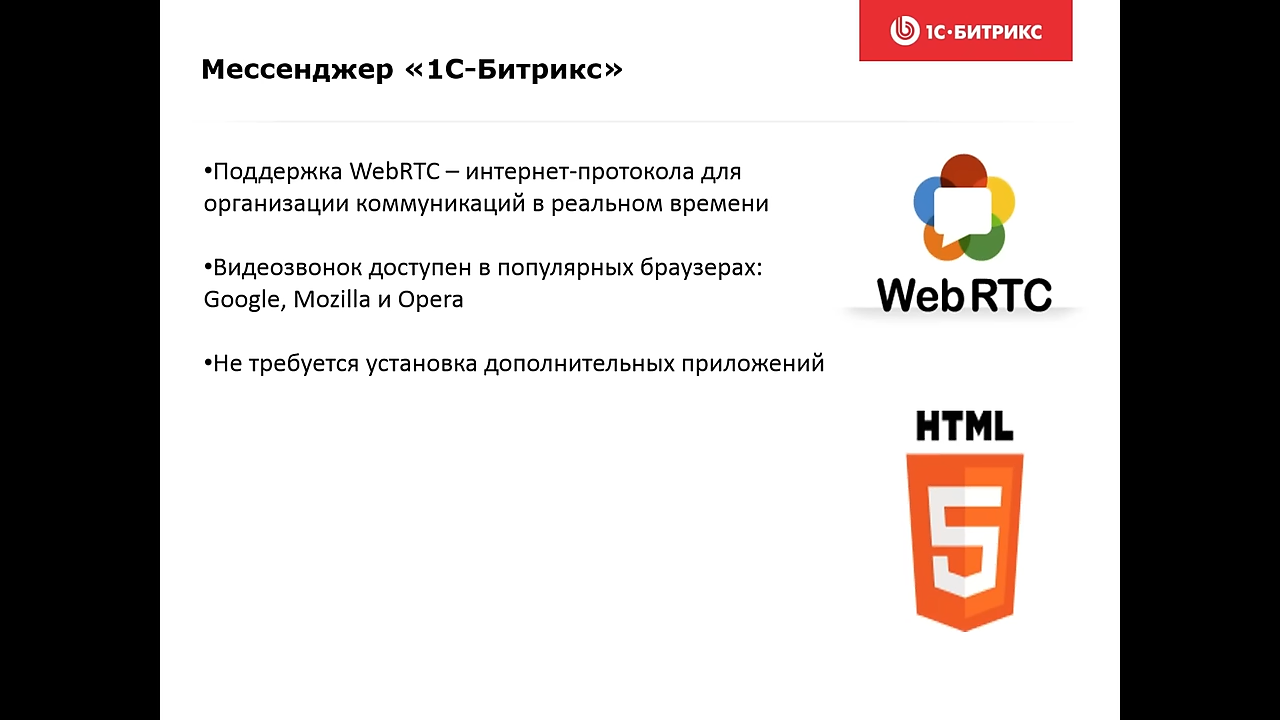 1С·БИТРИКС
Мессенджер «1С-Битрикс»
•Поддержка WebRTC – интернет-протокола для
организации коммуникаций в реальном времени
•Видеозвонок доступен в популярных браузерах:
Google, Mozilla и Opera
•Не требуется установка дополнительных приложений
WebRTC
HTML
5